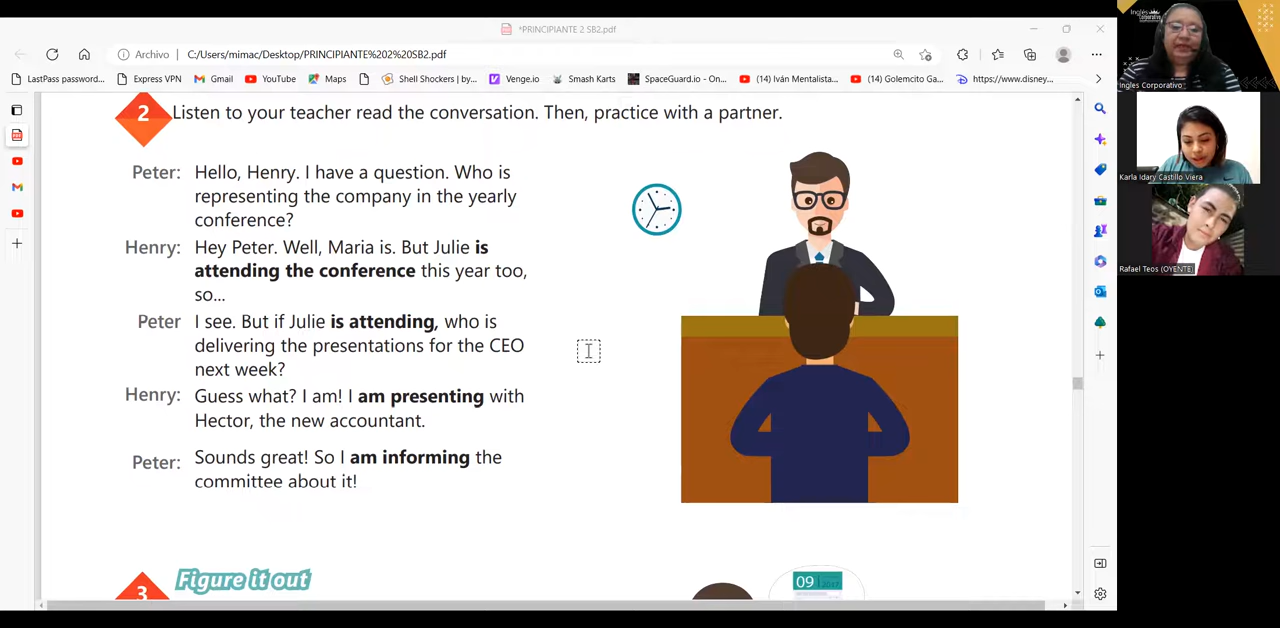 *PRINCIPIANTE 2 SB2.pdf
Archivo C:/Users/mimac/Desktop/PRINCIPIANTE%202%20SB2.pdf
LastPass password... Express VPN Gmail YouTube Maps Shell Shockers | by... Venge.io Smash Karts SpaceGuard.io - On... (14) Iván Mentalista... (14) Golemcito Ga... https://www.disney...
2 Listen to your teacher read the conversation. Then, practice with a partner.
Peter: Hello, Henry. I have a question. Who is
representing the company in the yearly
conference?
Henry: Hey Peter. Well, Maria is. But Julie is
attending the conference this year too,
so...
Peter I see. But if Julie is attending, who is
delivering the presentations for the CEO
next week?
Henry: Guess what? I am! I am presenting with
Hector, the new accountant.
Peter: Sounds great! So I am informing the
committee about it!
3 Figure it out
09 2017
Inglés
Corporativo
Ingles Corporativo
Karla Idary Castillo Viera
Rafael Teos (OYENTE)